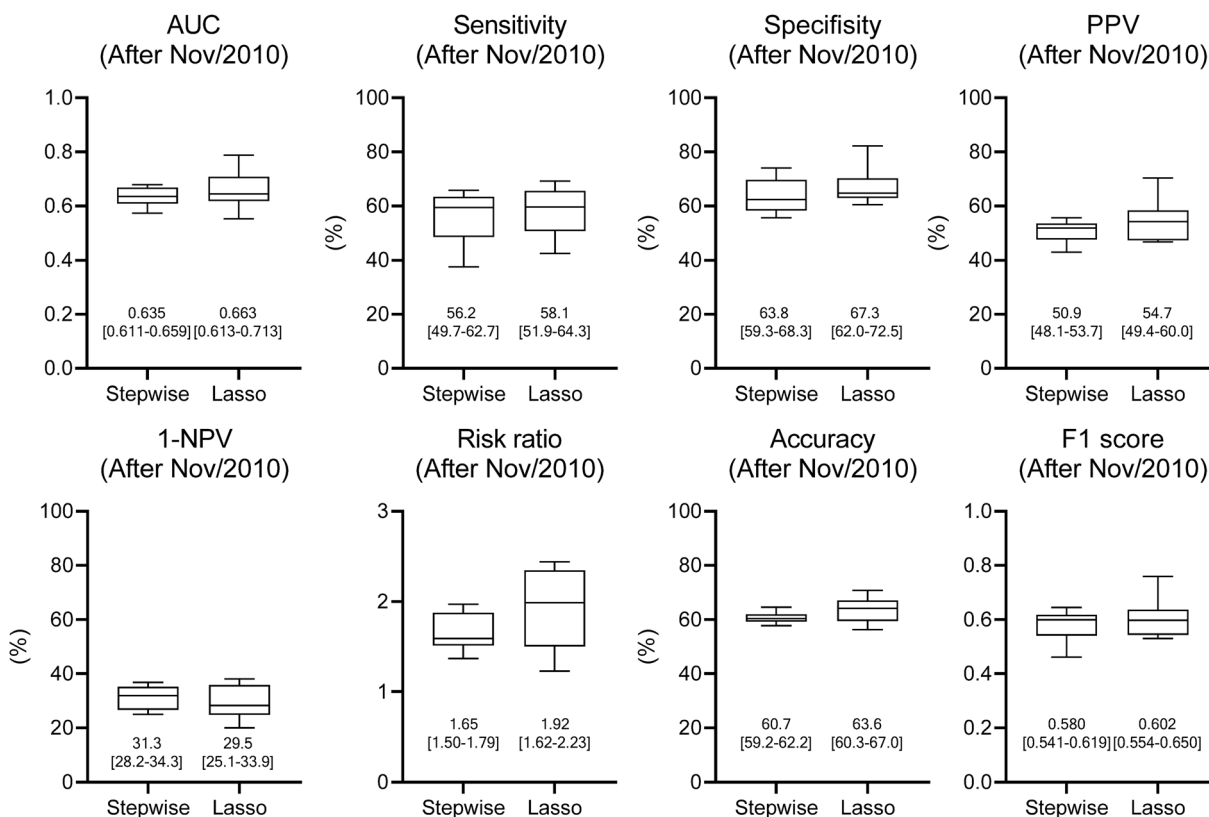 AUC
(After Nov/2010)
1.0
0.8
0.6
0.4
0.2
0.0
0.635
[0.611-0.659]
0.663
[0.613-0.713]
Stepwise
Lasso
Sensitivity
(After Nov/2010)
(%)
100
80
60
40
20
0
56.2
[49.7-62.7]
58.1
[51.9-64.3]
Stepwise
Lasso
Specifisity
(After Nov/2010)
(%)
100
80
60
40
20
0
63.8
[59.3-68.3]
67.3
[62.0-72.5]
Stepwise
Lasso
PPV
(After Nov/2010)
(%)
100
80
60
40
20
0
50.9
[48.1-53.7]
54.7
[49.4-60.0]
Stepwise
Lasso
1-NPV
(After Nov/2010)
(%)
100
80
60
40
20
0
31.3
[28.2-34.3]
29.5
[25.1-33.9]
Stepwise
Lasso
Risk ratio
(After Nov/2010)
3
2
1
0
1.65
[1.50-1.79]
1.92
[1.62-2.23]
Stepwise
Lasso
Accuracy
(After Nov/2010)
(%)
100
80
60
40
20
0
60.7
[59.2-62.2]
63.6
[60.3-67.0]
Stepwise
Lasso
F1 score
(After Nov/2010)
1.0
0.8
0.6
0.4
0.2
0.0
0.580
[0.541-0.619]
0.602
[0.554-0.650]
Stepwise
Lasso